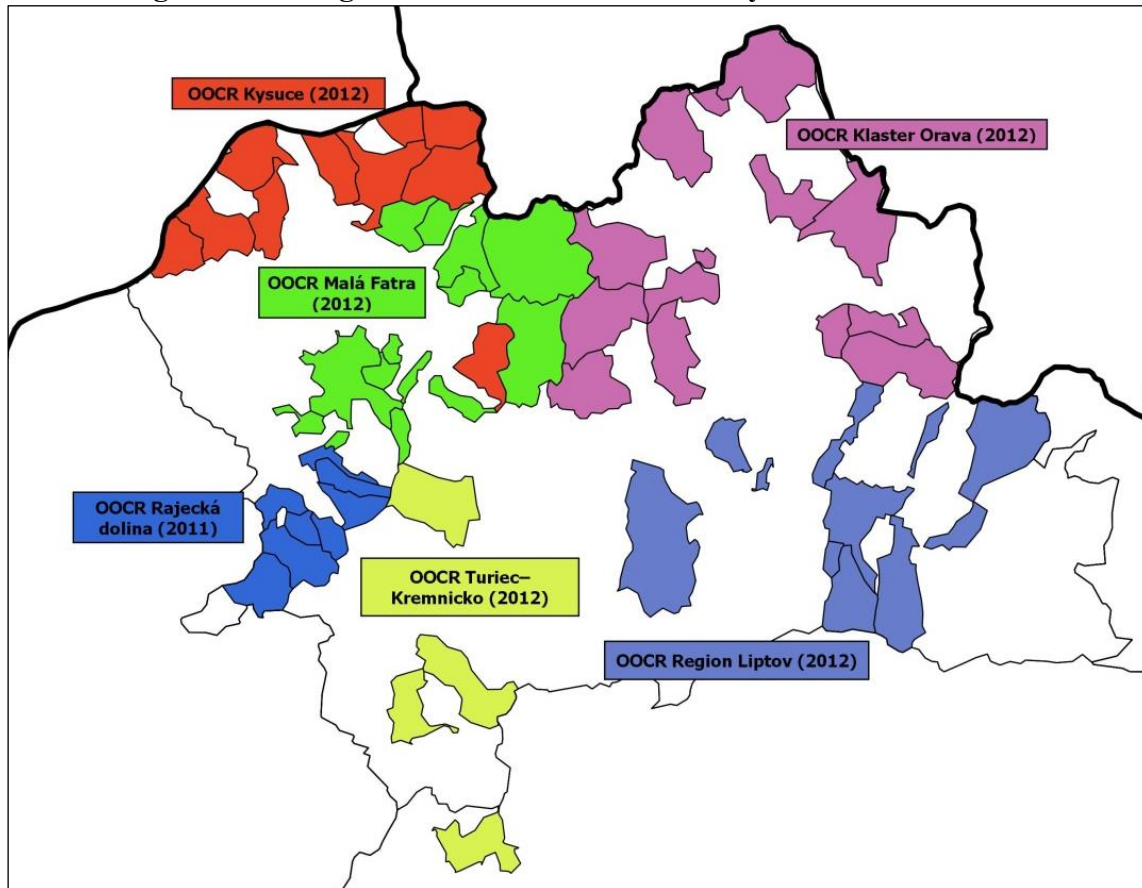 OOCR Kysuce (2012)
OOCR Klaster Orava (2012)
OOCR Malá Fatra
(2012)
OOCR Rajecká
dolina (2011)
OOCR Turiec–
Kremnicko (2012)
OOCR Region Liptov (2012)